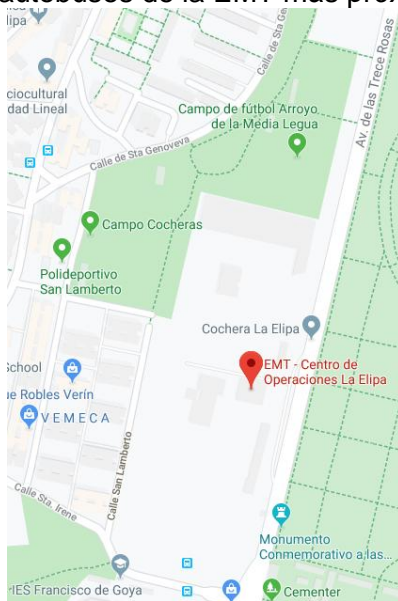 autobuses de la EMT más pró
lipa
Calle de Sta Ge
ciocultural
dad Lineal
Campo de fútbol Arroyo
de la Media Legua
Av. de las Trece Rosas
Calle de Sta Genoveva
Campo Cocheras
Polideportivo
San Lamberto
Cochera La Elipa
EMT - Centro de
Operaciones La Elipa
School
ue Robles Verín
VEMECA
Calle San Lamberto
Calle Sta. Irene
Monumento
Conmemorativo a las...
IES Francisco de Goya
Cementer